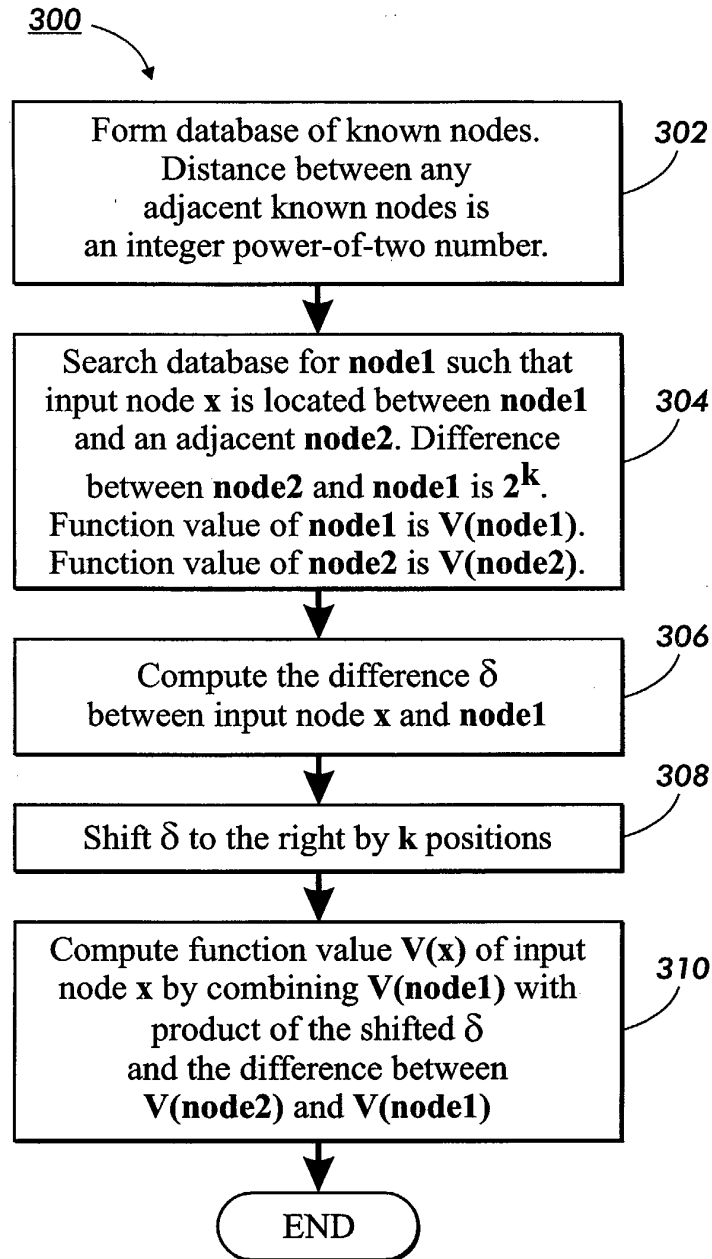 300
Form database of known nodes.
Distance between any
adjacent known nodes is
an integer power-of-two number.
302
Search database for node1 such that
input node x is located between node1
and an adjacent node2. Difference
between node2 and node1 is 2^k.
Function value of node1 is V(node1).
Function value of node2 is V(node2).
304
Compute the difference δ
between input node x and node1
306
Shift δ to the right by k positions
308
Compute function value V(x) of input
node x by combining V(node1) with
product of the shifted δ
and the difference between
V(node2) and V(node1)
310
END